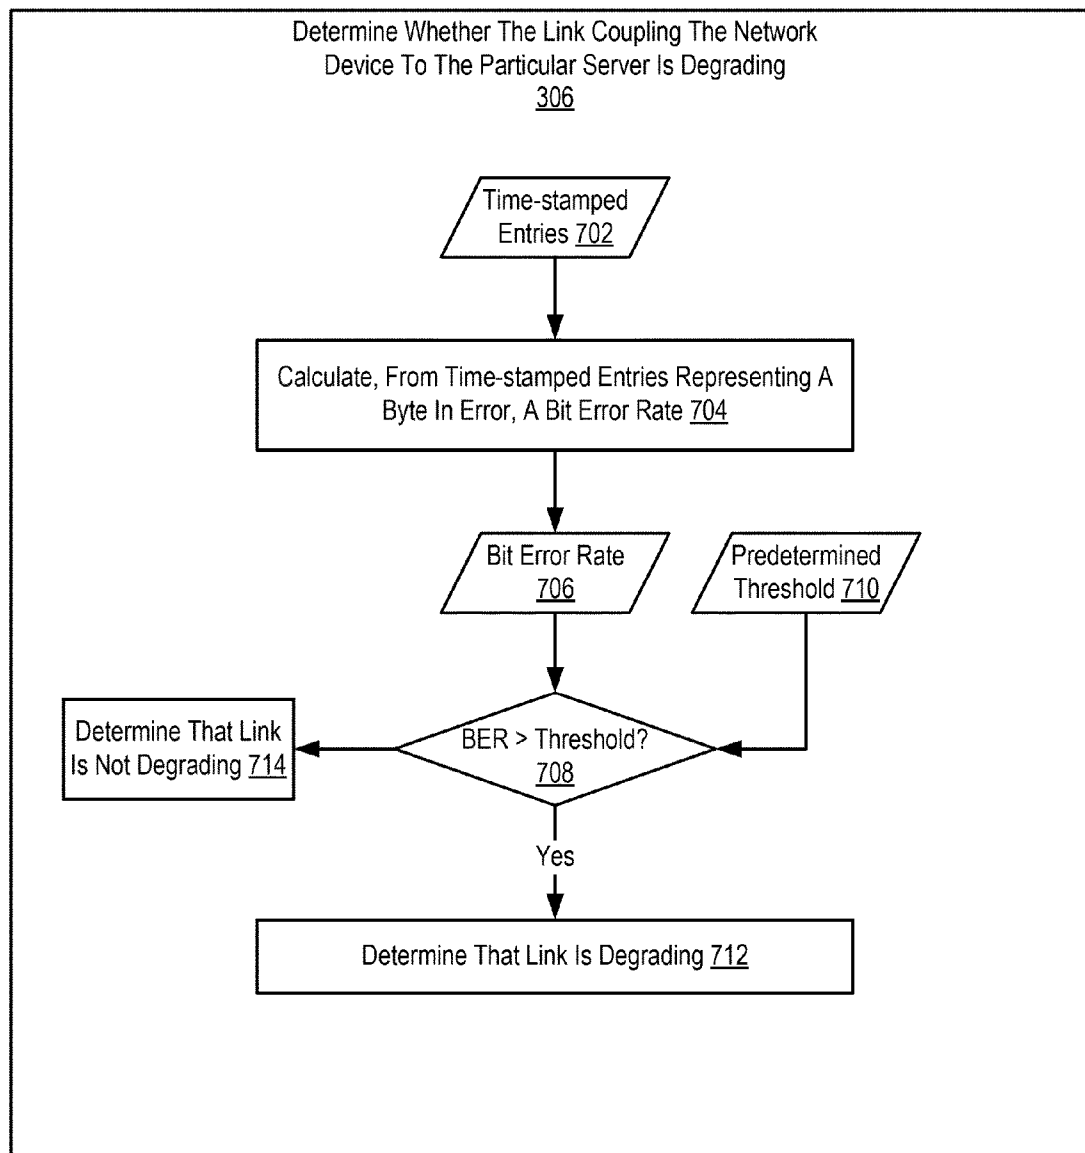 Determine Whether The Link Coupling The Network
Device To The Particular Server Is Degrading
306
Time-stamped
Entries 702
Calculate, From Time-stamped Entries Representing A
Byte In Error, A Bit Error Rate 704
Bit Error Rate
706
Predetermined
Threshold 710
BER > Threshold?
708
Determine That Link
Is Not Degrading 714
Yes
Determine That Link Is Degrading 712